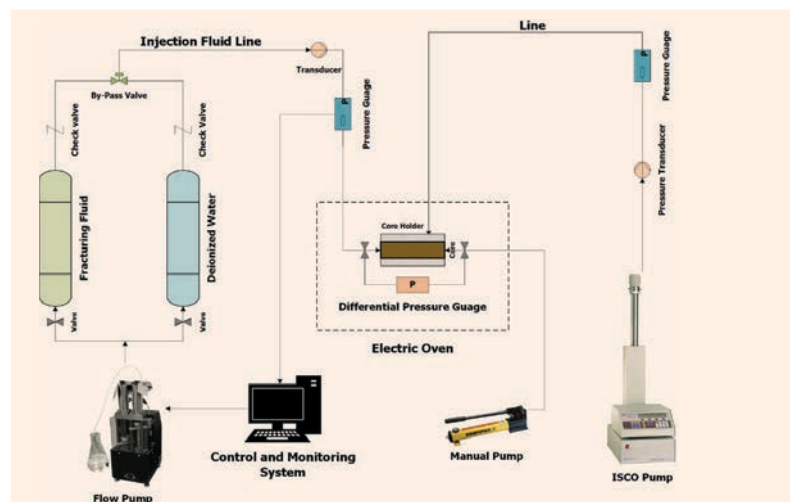 Injection Fluid Line
Line
Transducer
P
Pressure Guage
P
Pressure Guage
By-Pass Valve
Check valve
Check Valve
Pressure Transducer
Fracturing Fluid
Deionized Water
Core Holder
Core
P
Differential Pressure Guage
Valve
Valve
Electric Oven
Control and Monitoring
System
Manual Pump
ISCO Pump
Flow Pump